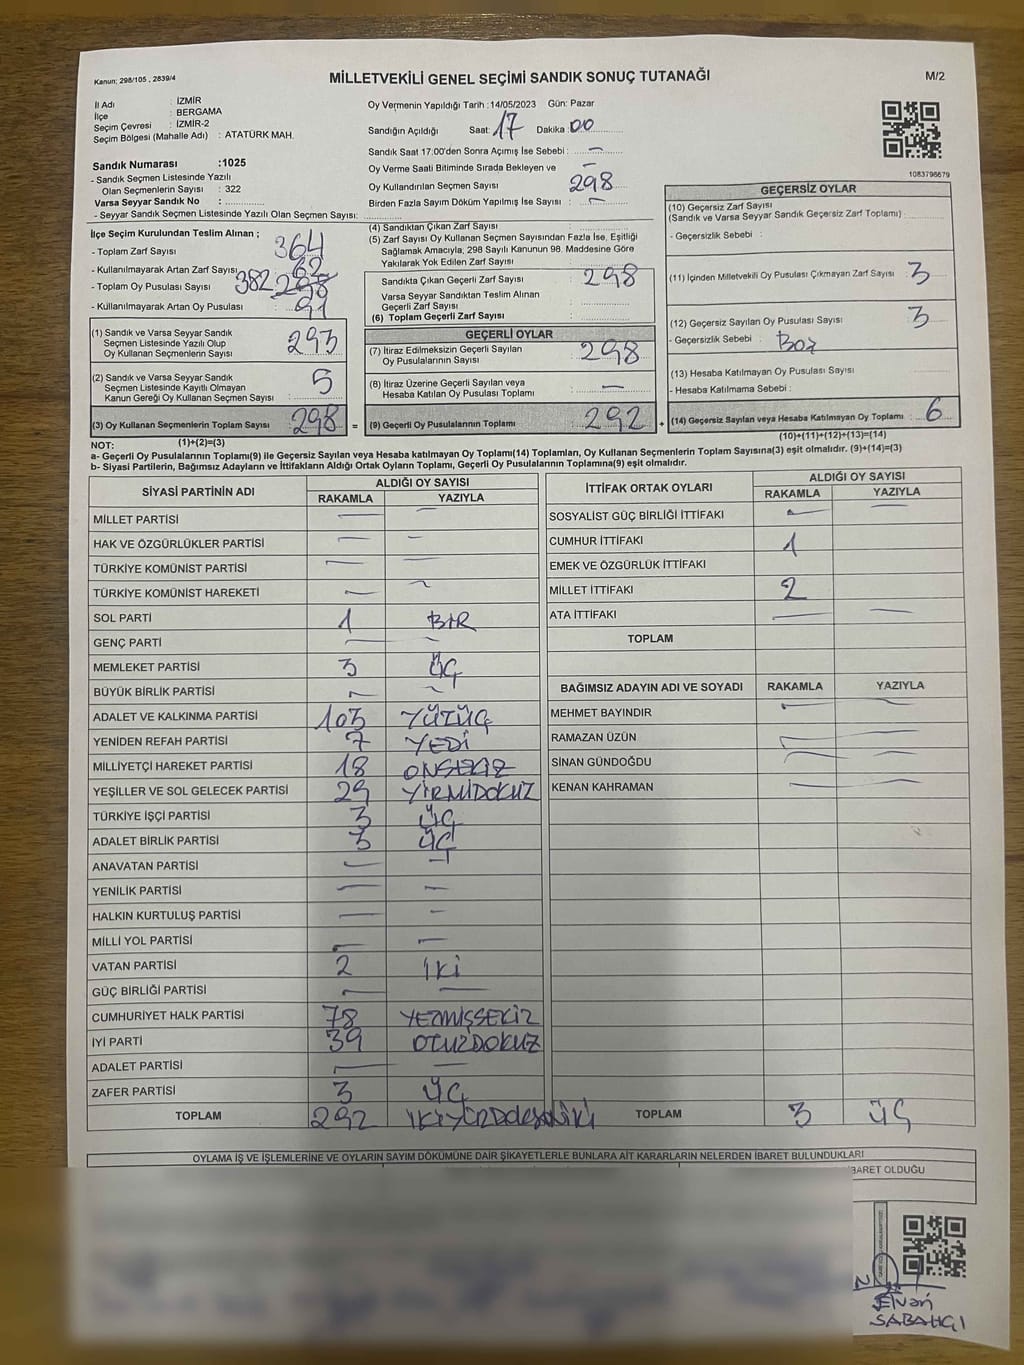 Kanun: 298/105 , 2839/4
MİLLETVEKİLİ GENEL SEÇİMİ SANDIK SONUÇ TUTANAĞI
M/2
İl Adı : İZMİR
İlçe : BERGAMA
Seçim Çevresi : İZMİR-2
Seçim Bölgesi (Mahalle Adı) : ATATÜRK MAH.
Sandık Numarası :1025
- Sandık Seçmen Listesinde Yazılı
Olan Seçmenlerin Sayısı : 322
Varsa Seyyar Sandık No :
- Seyyar Sandık Seçmen Listesinde Yazılı Olan Seçmen Sayısı:
Oy Vermenin Yapıldığı Tarih :14/05/2023 Gün: Pazar
Sandığın Açıldığı Saat: 17 Dakika: 00
Sandık Saat 17:00'den Sonra Açımış İse Sebebi : —
Oy Verme Saati Bitiminde Sırada Bekleyen ve —
Oy Kullandırılan Seçmen Sayısı 298
Birden Fazla Sayım Döküm Yapılmış İse Sayısı : —
1083796679
İlçe Seçim Kurulundan Teslim Alınan ;
- Toplam Zarf Sayısı 364
- Kullanılmayarak Artan Zarf Sayısı 62
- Toplam Oy Pusulası Sayısı 382 298
- Kullanılmayarak Artan Oy Pusulası 91
(1) Sandık ve Varsa Seyyar Sandık
Seçmen Listesinde Yazılı Olup
Oy Kullanan Seçmenlerin Sayısı 293
(2) Sandık ve Varsa Seyyar Sandık
Seçmen Listesinde Kayıtlı Olmayan
Kanun Gereği Oy Kullanan Seçmen Sayısı 5
(3) Oy Kullanan Seçmenlerin Toplam Sayısı 298 =
(1)+(2)=(3)
(4) Sandıktan Çıkan Zarf Sayısı :
(5) Zarf Sayısı Oy Kullanan Seçmen Sayısından Fazla İse, Eşitliği
Sağlamak Amacıyla, 298 Sayılı Kanunun 98. Maddesine Göre
Yakılarak Yok Edilen Zarf Sayısı :
Sandıkta Çıkan Geçerli Zarf Sayısı : 298
Varsa Seyyar Sandıktan Teslim Alınan
Geçerli Zarf Sayısı :
(6) Toplam Geçerli Zarf Sayısı :
GEÇERLİ OYLAR
(7) İtiraz Edilmeksizin Geçerli Sayılan
Oy Pusulalarının Sayısı : 298
(8) İtiraz Üzerine Geçerli Sayılan veya
Hesaba Katılan Oy Pusulası Toplamı : —
(9) Geçerli Oy Pusulalarının Toplamı : 292 +
GEÇERSİZ OYLAR
(10) Geçersiz Zarf Sayısı
(Sandık ve Varsa Seyyar Sandık Geçersiz Zarf Toplamı) :
- Geçersizlik Sebebi :
(11) İçinden Milletvekili Oy Pusulası Çıkmayan Zarf Sayısı : 3
(12) Geçersiz Sayılan Oy Pusulası Sayısı : 3
- Geçersizlik Sebebi : Boş
(13) Hesaba Katılmayan Oy Pusulası Sayısı :
- Hesaba Katılmama Sebebi :
(14) Geçersiz Sayılan veya Hesaba Katılmayan Oy Toplamı : 6
(10)+(11)+(12)+(13)=(14)
NOT:
a- Geçerli Oy Pusulalarının Toplamı(9) ile Geçersiz Sayılan veya Hesaba katılmayan Oy Toplamı(14) Toplamları, Oy Kullanan Seçmenlerin Toplam Sayısına(3) eşit olmalıdır. (9)+(14)=(3)
b- Siyasi Partilerin, Bağımsız Adayların ve İttifakların Aldığı Ortak Oyların Toplamı, Geçerli Oy Pusulalarının Toplamına(9) eşit olmalıdır.
SİYASİ PARTİNİN ADI
ALDIĞI OY SAYISI
RAKAMLA YAZIYLA
MİLLET PARTİSİ — —
HAK VE ÖZGÜRLÜKLER PARTİSİ — —
TÜRKİYE KOMÜNİST PARTİSİ — —
TÜRKİYE KOMÜNİST HAREKETİ — —
SOL PARTİ 1 BİR
GENÇ PARTİ — —
MEMLEKET PARTİSİ 3 ÜÇ
BÜYÜK BİRLİK PARTİSİ — —
ADALET VE KALKINMA PARTİSİ 103 YÜZÜÇ
YENİDEN REFAH PARTİSİ 7 YEDİ
MİLLİYETÇİ HAREKET PARTİSİ 18 ONSEKİZ
YEŞİLLER VE SOL GELECEK PARTİSİ 29 YİRMİDOKUZ
TÜRKİYE İŞÇİ PARTİSİ 3 ÜÇ
ADALET BİRLİK PARTİSİ 3 ÜÇ
ANAVATAN PARTİSİ — —
YENİLİK PARTİSİ — —
HALKIN KURTULUŞ PARTİSİ — —
MİLLİ YOL PARTİSİ — —
VATAN PARTİSİ 2 İKİ
GÜÇ BİRLİĞİ PARTİSİ — —
CUMHURİYET HALK PARTİSİ 78 YETMİŞSEKİZ
İYİ PARTİ 39 OTUZDOKUZ
ADALET PARTİSİ — —
ZAFER PARTİSİ 3 ÜÇ
TOPLAM 292
İTTİFAK ORTAK OYLARI
ALDIĞI OY SAYISI
RAKAMLA YAZIYLA
SOSYALİST GÜÇ BİRLİĞİ İTTİFAKI — —
CUMHUR İTTİFAKI 1
EMEK VE ÖZGÜRLÜK İTTİFAKI
MİLLET İTTİFAKI 2
ATA İTTİFAKI — —
TOPLAM
BAĞIMSIZ ADAYIN ADI VE SOYADI RAKAMLA YAZIYLA
MEHMET BAYINDIR — —
RAMAZAN ÜZÜN — —
SİNAN GÜNDOĞDU — —
KENAN KAHRAMAN — —
TOPLAM 3 ÜÇ
OYLAMA İŞ VE İŞLEMLERİNE VE OYLARIN SAYIM DÖKÜMÜNE DAİR ŞİKAYETLERLE BUNLARA AİT KARARLARIN NELERDEN İBARET BULUNDUKLARI
BARET OLDUĞU
Elvan
SABAHÇI